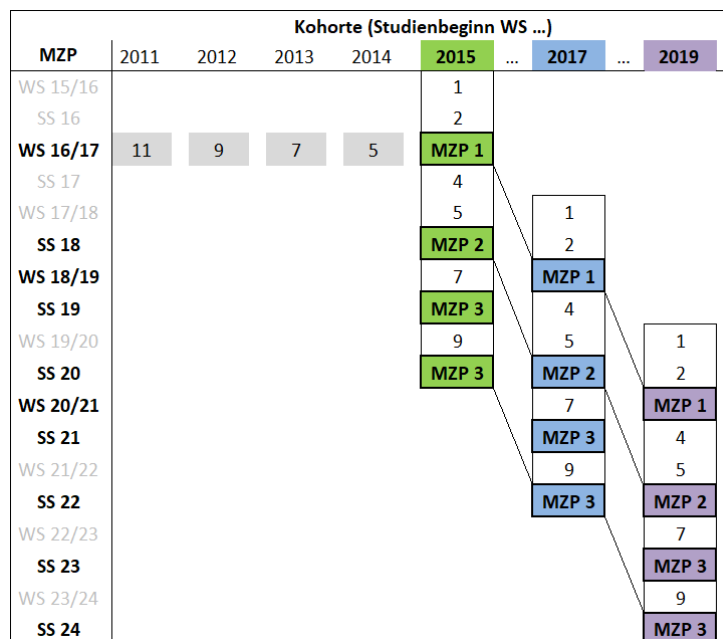 Kohorte (Studienbeginn WS …)
MZP 2011 2012 2013 2014 2015 ... 2017 ... 2019
WS 15/16 1
SS 16 2
WS 16/17 11 9 7 5 MZP 1
SS 17 4
WS 17/18 5 1
SS 18 MZP 2 2
WS 18/19 7 MZP 1
SS 19 MZP 3 4
WS 19/20 9 5 1
SS 20 MZP 3 MZP 2 2
WS 20/21 7 MZP 1
SS 21 MZP 3 4
WS 21/22 9 5
SS 22 MZP 3 MZP 2
WS 22/23 7
SS 23 MZP 3
WS 23/24 9
SS 24 MZP 3